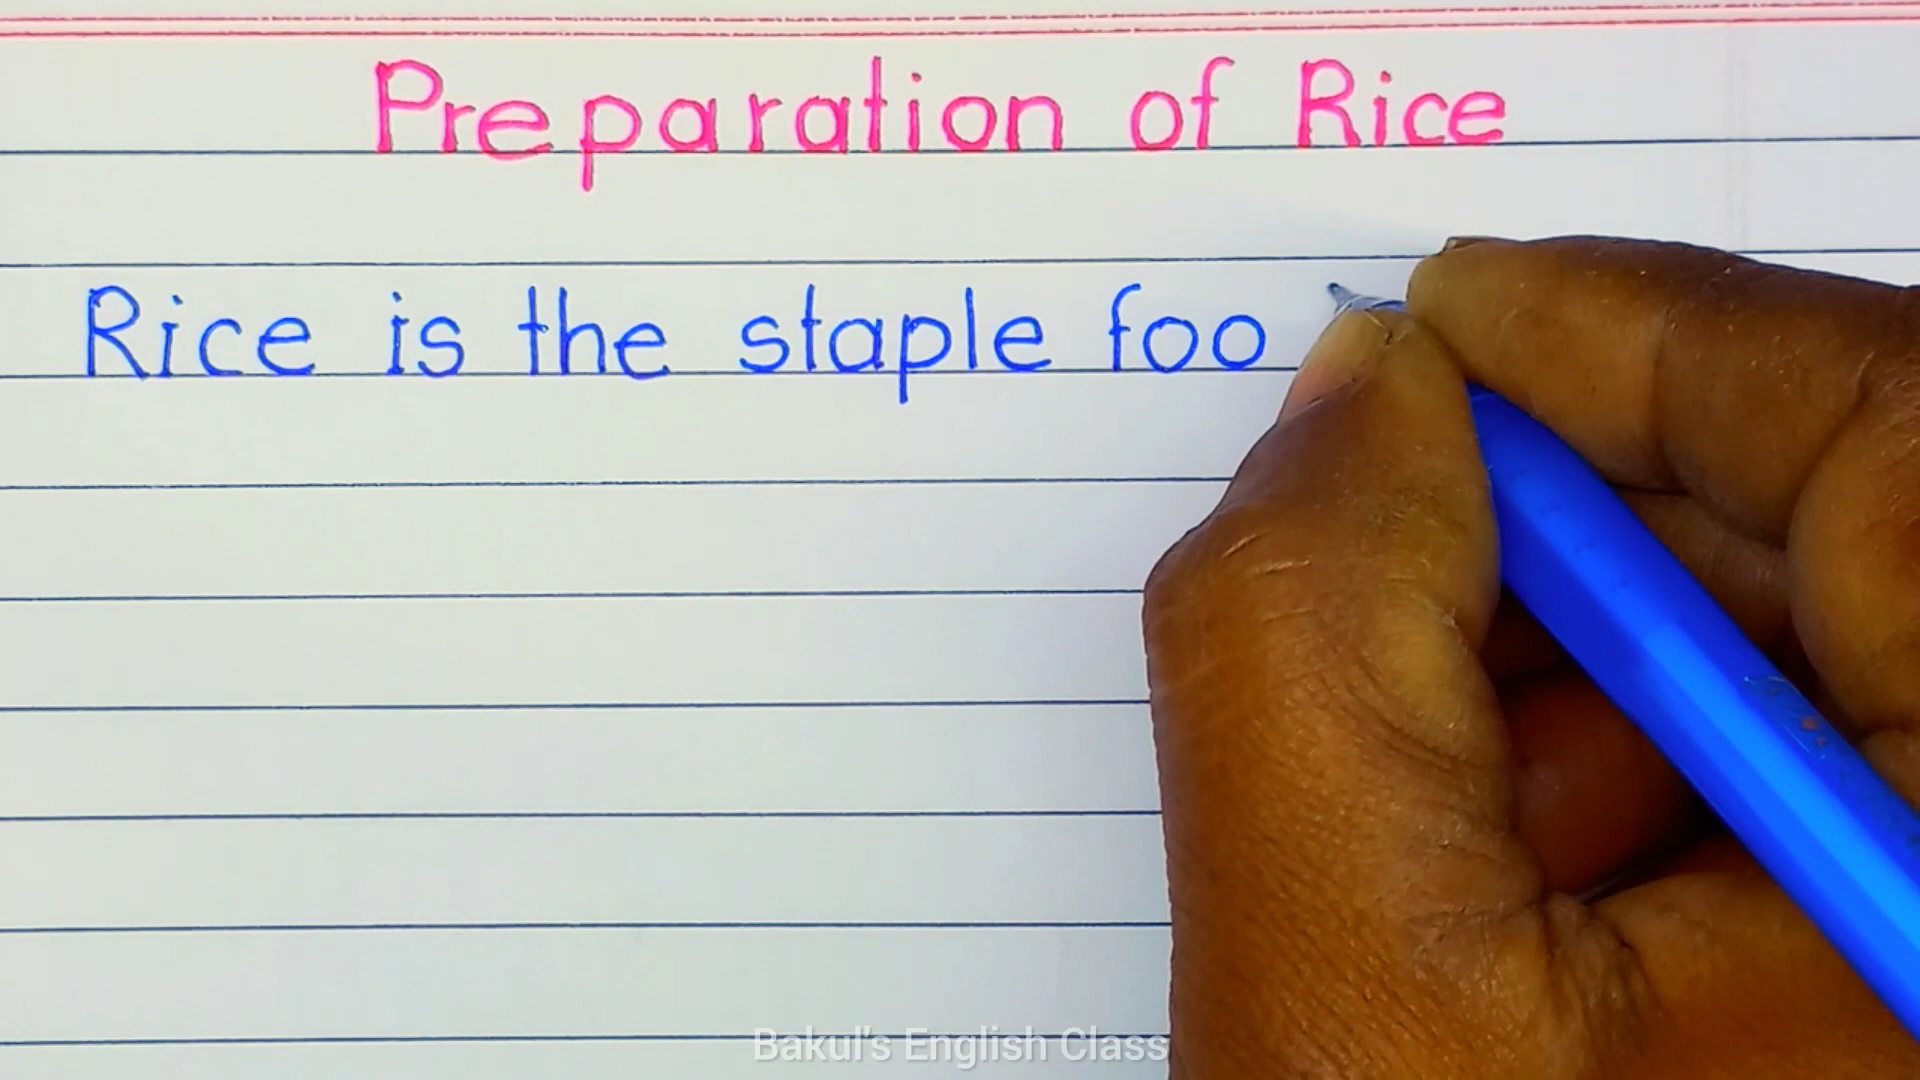 Preparation of Rice
Rice is the staple foo
Bakul's English Class